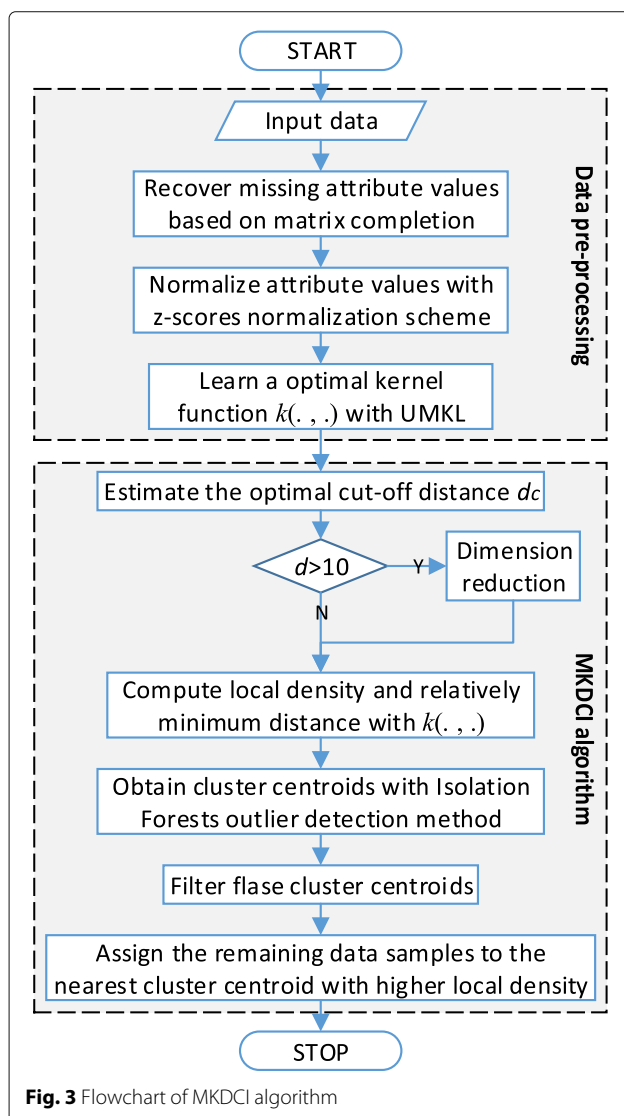 START
Input data
Recover missing attribute values
based on matrix completion
Normalize attribute values with
z-scores normalization scheme
Learn a optimal kernel
function k(. , .) with UMKL
Data pre-processing
Estimate the optimal cut-off distance dc
d>10
Y
Dimension
reduction
N
Compute local density and relatively
minimum distance with k(. , .)
Obtain cluster centroids with Isolation
Forests outlier detection method
Filter flase cluster centroids
Assign the remaining data samples to the
nearest cluster centroid with higher local density
MKDCI algorithm
STOP
Fig. 3 Flowchart of MKDCI algorithm